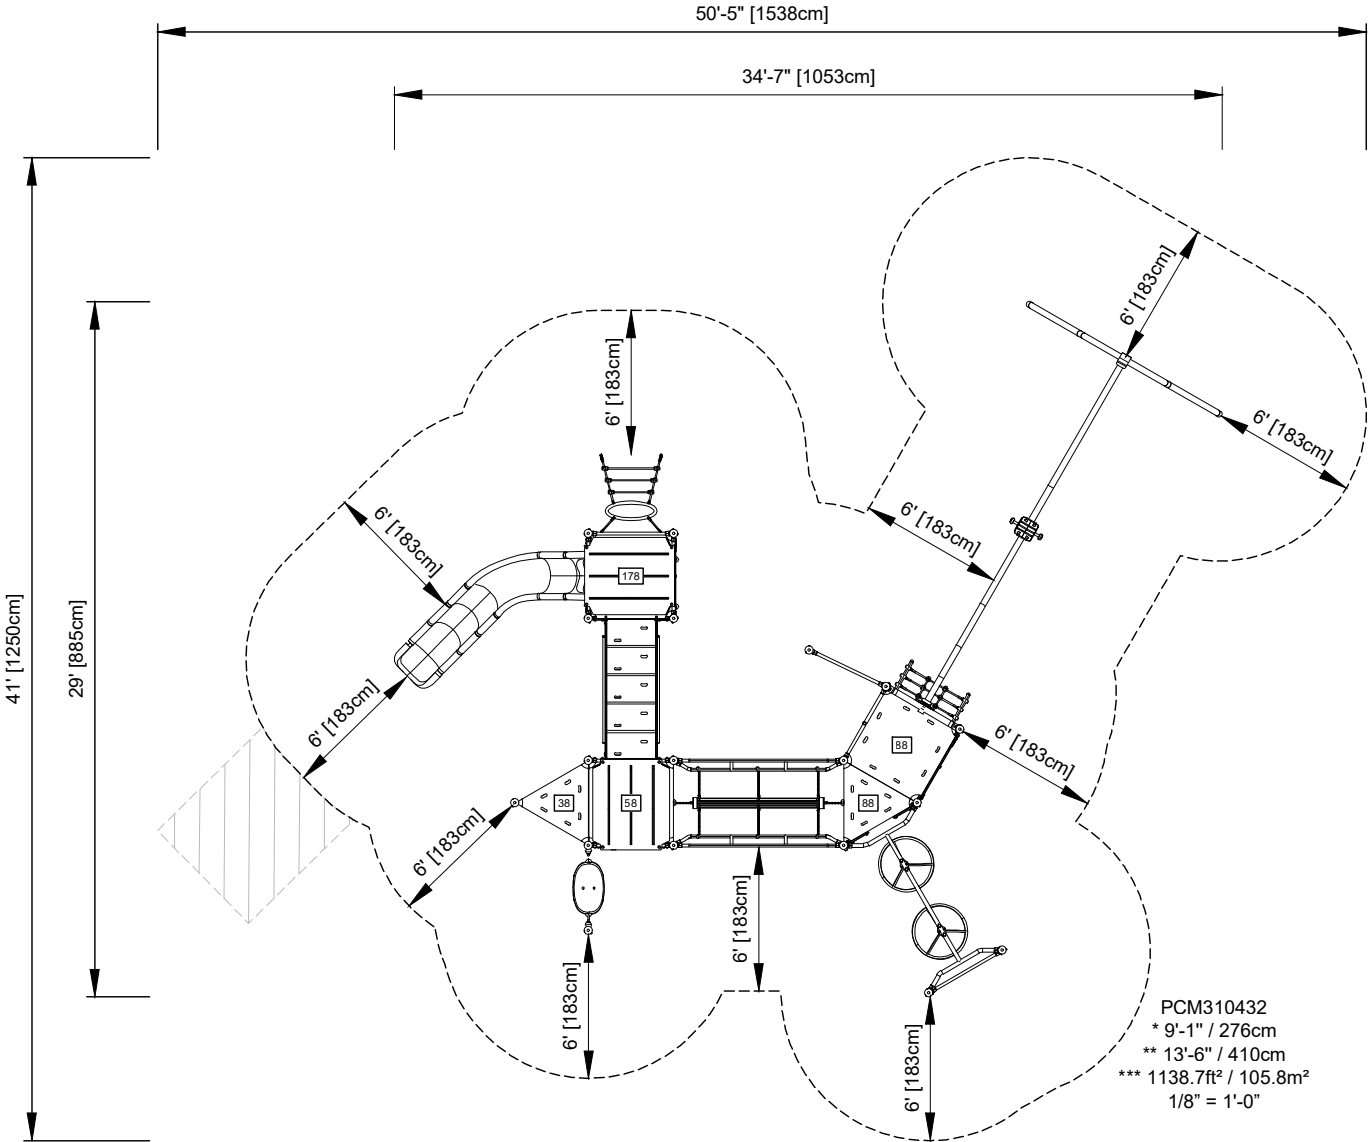 50'-5" [1538cm]
34'-7" [1053cm]
41' [1250cm]
29' [885cm]
6' [183cm]
6' [183cm]
6' [183cm]
6' [183cm]
6' [183cm]
6' [183cm]
6' [183cm]
6' [183cm]
6' [183cm]
6' [183cm]
6' [183cm]
178
88
38
58
88
6' [183cm]
PCM310432
* 9'-1" / 276cm
** 13'-6" / 410cm
*** 1138.7ft² / 105.8m²
1/8" = 1'-0"